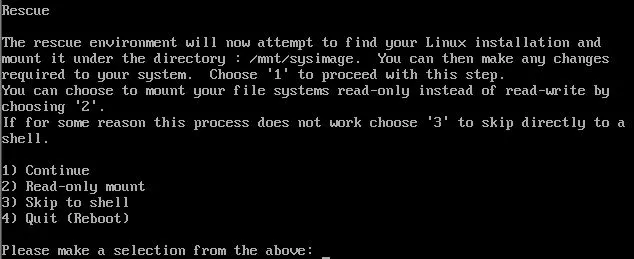 Rescue
The rescue environment will now attempt to find your Linux installation and
mount it under the directory : /mnt/sysimage.  You can then make any changes
required to your system.  Choose '1' to proceed with this step.
You can choose to mount your file systems read-only instead of read-write by
choosing '2'.
If for some reason this process does not work choose '3' to skip directly to a
shell.
1) Continue
2) Read-only mount
3) Skip to shell
4) Quit (Reboot)
Please make a selection from the above: _